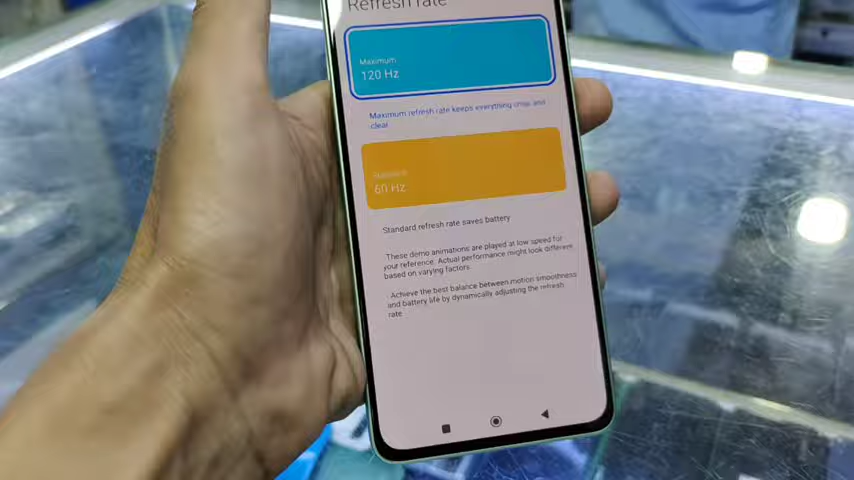 Refresh rate
Maximum
120 Hz
Maximum refresh rate keeps everything crisp and
clear
60 Hz
Standard refresh rate saves battery
These demo animations are played at low speed for
your reference. Actual performance might look different
based on varying factors.
Achieve the best balance between motion smoothness
and battery life by dynamically adjusting the refresh
rate